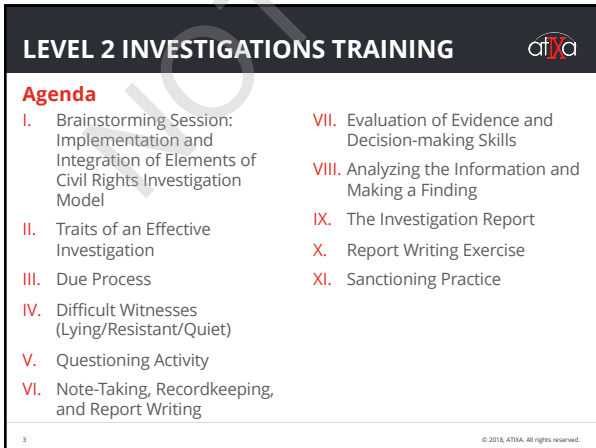 LEVEL 2 INVESTIGATIONS TRAINING
atIXa
Agenda
I. Brainstorming Session:
Implementation and
Integration of Elements of
Civil Rights Investigation
Model
II. Traits of an Effective
Investigation
III. Due Process
IV. Difficult Witnesses
(Lying/Resistant/Quiet)
V. Questioning Activity
VI. Note-Taking, Recordkeeping,
and Report Writing
VII. Evaluation of Evidence and
Decision-making Skills
VIII. Analyzing the Information and
Making a Finding
IX. The Investigation Report
X. Report Writing Exercise
XI. Sanctioning Practice
3
© 2018, ATIXA. All rights reserved.
NOT